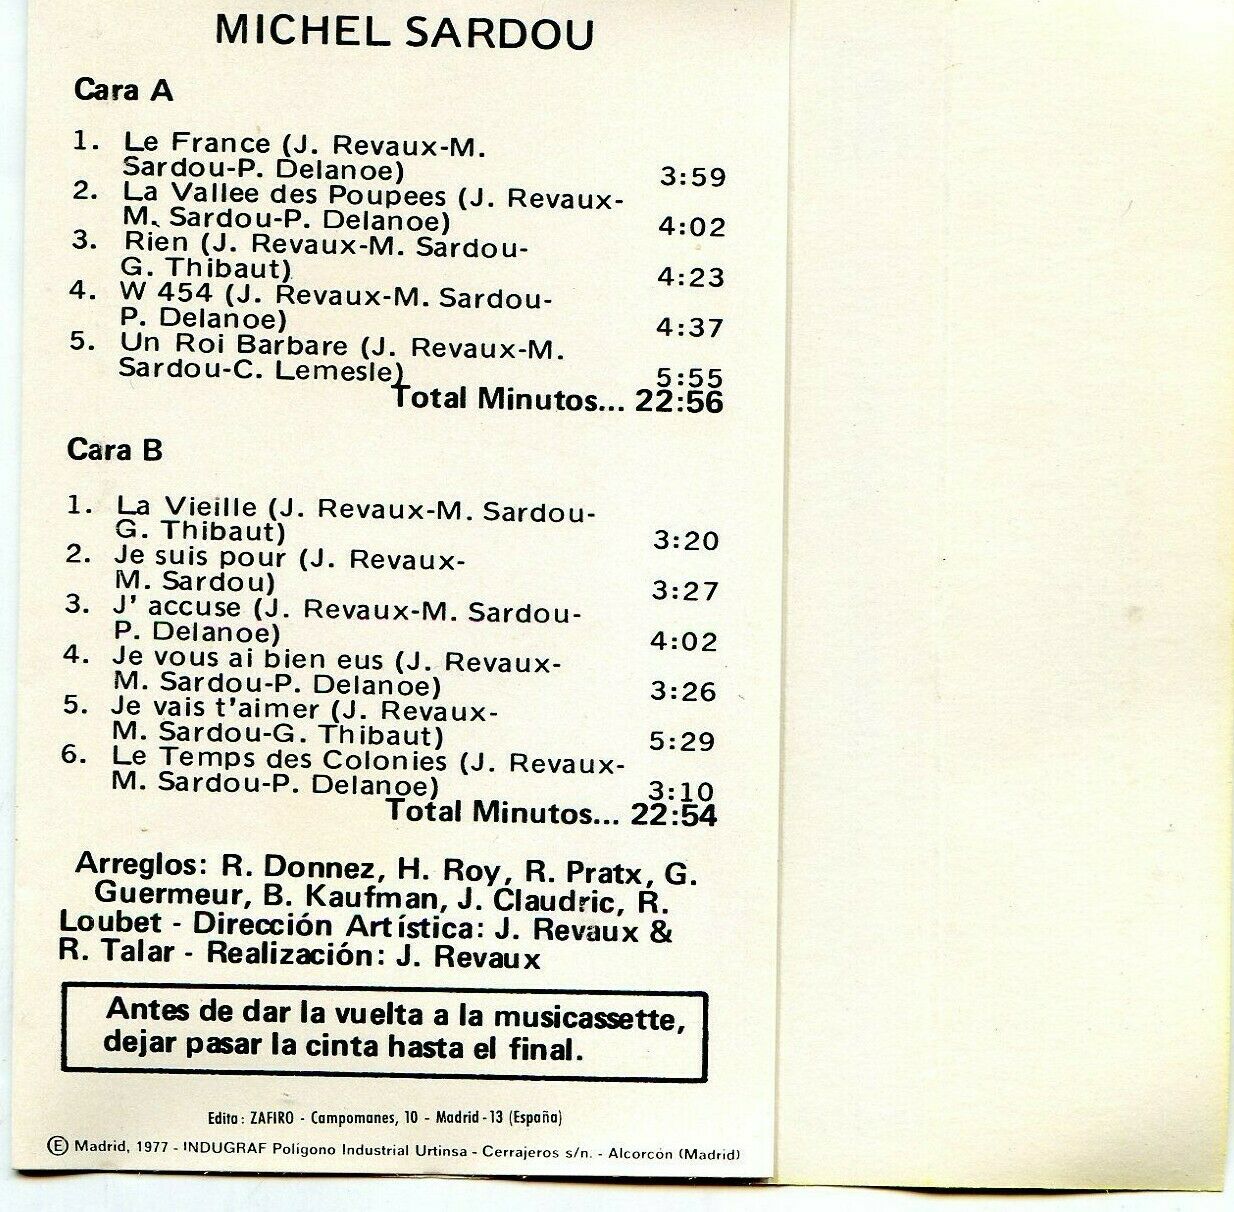 MICHEL SARDOU
Cara A
1. Le France (J. Revaux-M.
Sardou-P. Delanoe) 3:59
2. La Vallee des Poupees (J. Revaux-
M. Sardou-P. Delanoe) 4:02
3. Rien (J. Revaux-M. Sardou-
G. Thibaut) 4:23
4. W 454 (J. Revaux-M. Sardou-
P. Delanoe) 4:37
5. Un Roi Barbare (J. Revaux-M.
Sardou-C. Lemesle) 5:55
Total Minutos... 22:56
Cara B
1. La Vieille (J. Revaux-M. Sardou-
G. Thibaut) 3:20
2. Je suis pour (J. Revaux-
M. Sardou) 3:27
3. J' accuse (J. Revaux-M. Sardou-
P. Delanoe) 4:02
4. Je vous ai bien eus (J. Revaux-
M. Sardou-P. Delanoe) 3:26
5. Je vais t'aimer (J. Revaux-
M. Sardou-G. Thibaut) 5:29
6. Le Temps des Colonies (J. Revaux-
M. Sardou-P. Delanoe) 3:10
Total Minutos... 22:54
Arreglos: R. Donnez, H. Roy, R. Pratx, G.
Guermeur, B. Kaufman, J. Claudric, R.
Loubet - Dirección Artística: J. Revaux &
R. Talar - Realización: J. Revaux
Antes de dar la vuelta a la musicassette,
dejar pasar la cinta hasta el final.
Edita: ZAFIRO - Campomanes, 10 - Madrid-13 (España)
Ⓔ Madrid, 1977 - INDUGRAF Polígono Industrial Urtinsa - Cerrajeros s/n. - Alcorcón (Madrid)